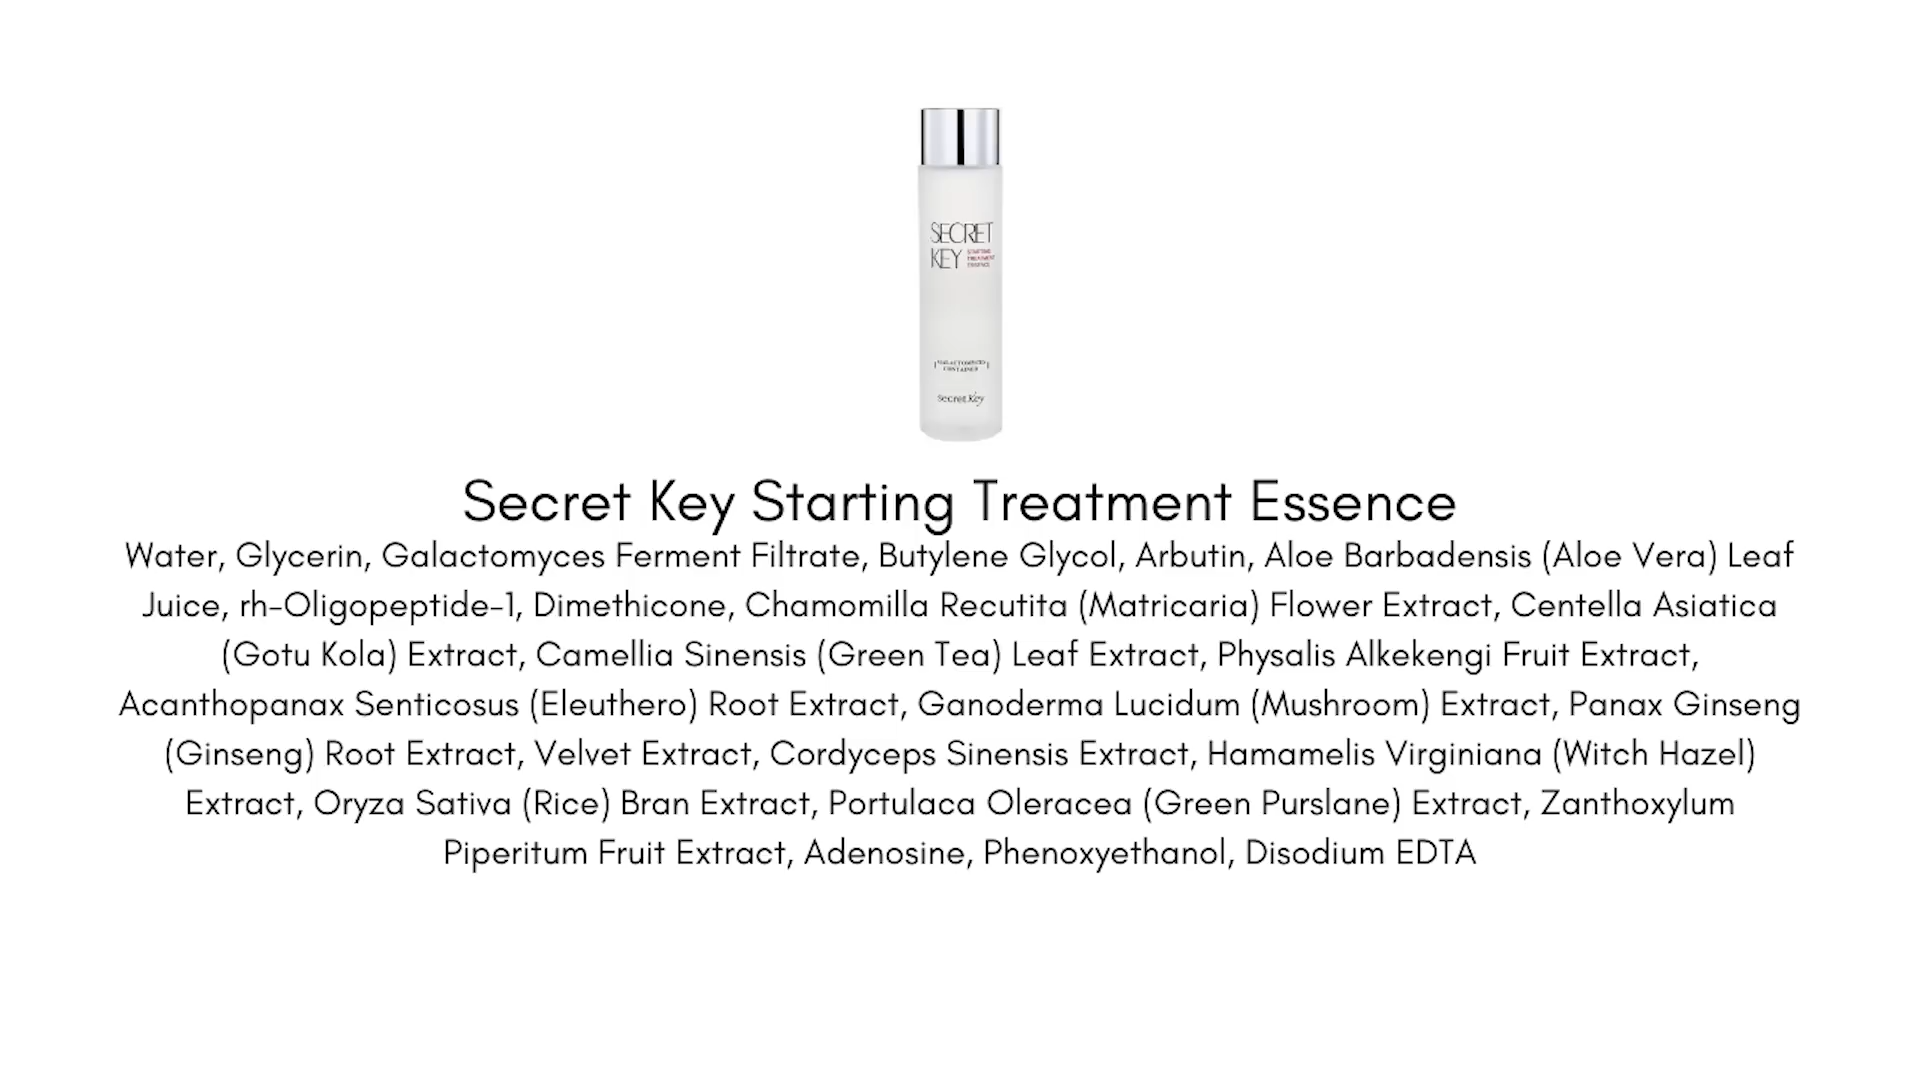 SECRET
KEY
secret Key
Secret Key Starting Treatment Essence
Water, Glycerin, Galactomyces Ferment Filtrate, Butylene Glycol, Arbutin, Aloe Barbadensis (Aloe Vera) Leaf
Juice, rh-Oligopeptide-1, Dimethicone, Chamomilla Recutita (Matricaria) Flower Extract, Centella Asiatica
(Gotu Kola) Extract, Camellia Sinensis (Green Tea) Leaf Extract, Physalis Alkekengi Fruit Extract,
Acanthopanax Senticosus (Eleuthero) Root Extract, Ganoderma Lucidum (Mushroom) Extract, Panax Ginseng
(Ginseng) Root Extract, Velvet Extract, Cordyceps Sinensis Extract, Hamamelis Virginiana (Witch Hazel)
Extract, Oryza Sativa (Rice) Bran Extract, Portulaca Oleracea (Green Purslane) Extract, Zanthoxylum
Piperitum Fruit Extract, Adenosine, Phenoxyethanol, Disodium EDTA